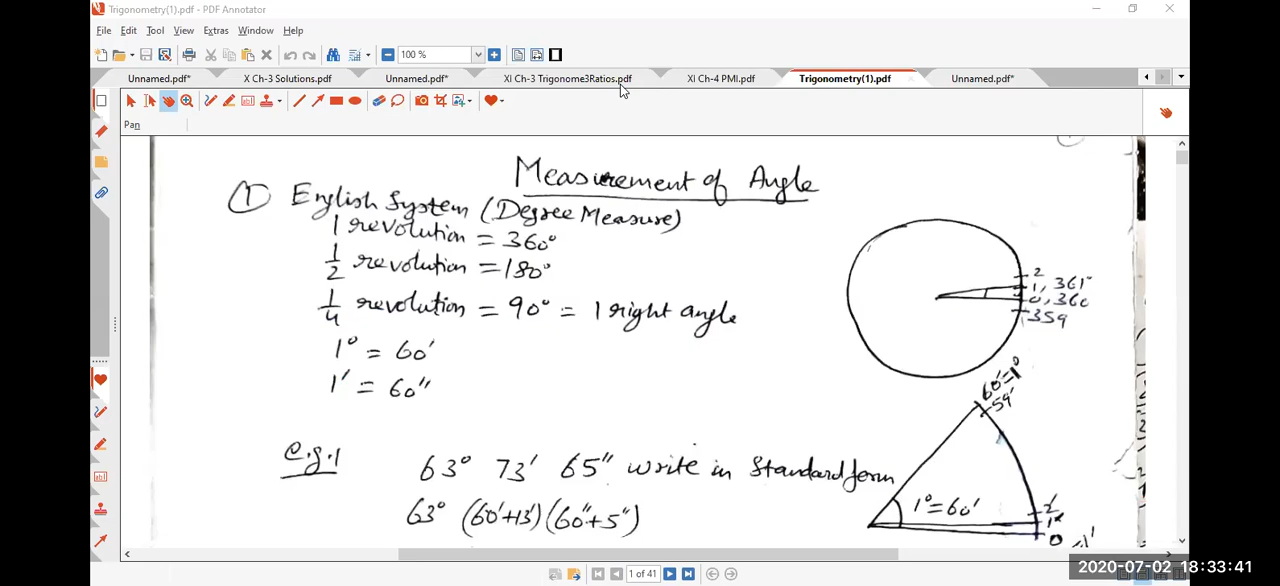 Trigonometry(1).pdf - PDF Annotator
File Edit Tool View Extras Window Help
100 %
Unnamed.pdf* X Ch-3 Solutions.pdf Unnamed.pdf* XI Ch-3 Trigonome3Ratios.pdf XI Ch-4 PMI.pdf Trigonometry(1).pdf Unnamed.pdf*
Pan
Measurement of Angle
① English System (Degree Measure)
1 revolution = 360°
1/2 revolution = 180°
1/4 revolution = 90° = 1 right angle
1° = 60'
1' = 60"
2
1, 361°
0, 360
359
60'=1°
59'
e.g.1 63° 73' 65" write in Standard form
63° (60'+13')(60"+5")
1°=60'
2'
1'
0
1 of 41
2020-07-02 18:33:41